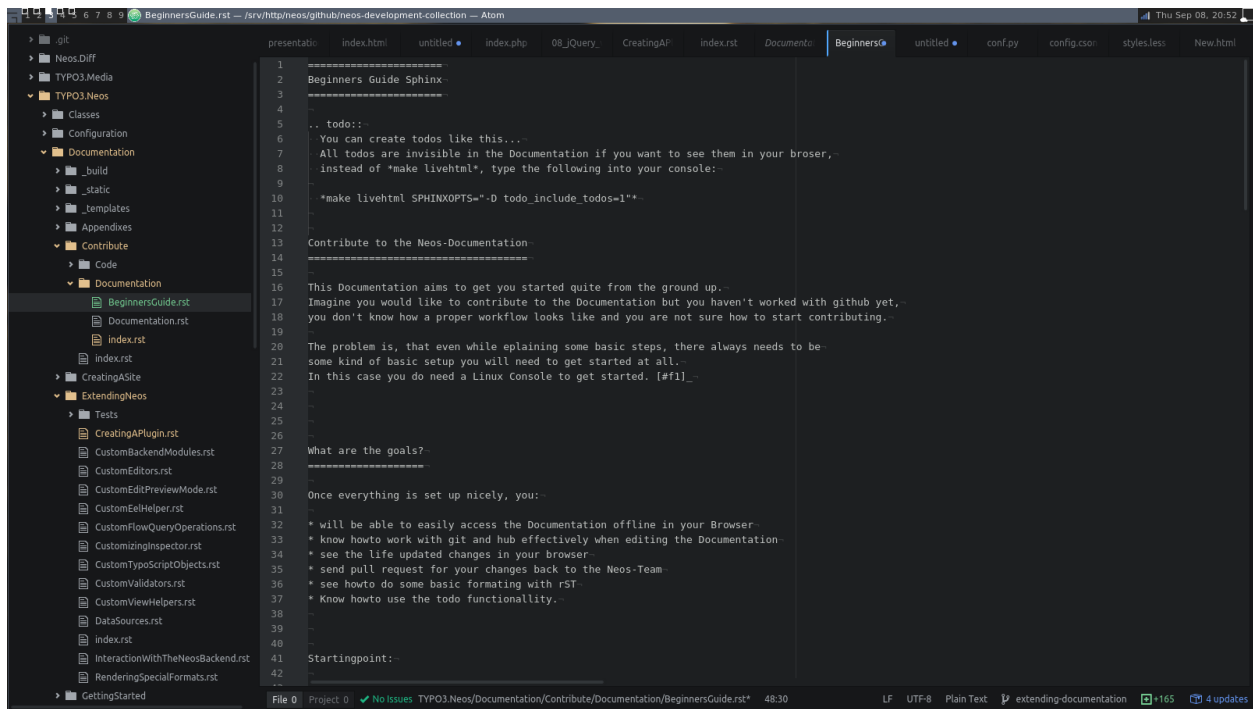 1 2 3 4 5 6 7 8 9 BeginnersGuide.rst — /srv/http/neos/github/neos-development-collection — Atom
Thu Sep 08, 20:52
presentatio index.html untitled index.php 08_jQuery_ CreatingAP index.rst Documenta BeginnersG untitled conf.py config.cson styles.less New.html
.git
Neos.Diff
TYPO3.Media
TYPO3.Neos
Classes
Configuration
Documentation
_build
_static
_templates
Appendixes
Contribute
Code
Documentation
BeginnersGuide.rst
Documentation.rst
index.rst
index.rst
CreatingASite
ExtendingNeos
Tests
CreatingAPlugin.rst
CustomBackendModules.rst
CustomEditors.rst
CustomEditPreviewMode.rst
CustomEelHelper.rst
CustomFlowQueryOperations.rst
CustomizingInspector.rst
CustomTypoScriptObjects.rst
CustomValidators.rst
CustomViewHelpers.rst
DataSources.rst
index.rst
InteractionWithTheNeosBackend.rst
RenderingSpecialFormats.rst
GettingStarted
1 ======================
2 Beginners Guide Sphinx
3 ======================
4
5 .. todo::
6 You can create todos like this...
7 All todos are invisible in the Documentation if you want to see them in your broser,
8 instead of *make livehtml*, type the following into your console:
9
10 *make livehtml SPHINXOPTS="-D todo_include_todos=1"*
11
12
13 Contribute to the Neos-Documentation
14 ====================================
15
16 This Documentation aims to get you started quite from the ground up.
17 Imagine you would like to contribute to the Documentation but you haven't worked with github yet,
18 you don't know how a proper workflow looks like and you are not sure how to start contributing.
19
20 The problem is, that even while eplaining some basic steps, there always needs to be
21 some kind of basic setup you will need to get started at all.
22 In this case you do need a Linux Console to get started. [#f1]_
23
24
25
26
27 What are the goals?
28 ===================
29
30 Once everything is set up nicely, you:
31
32 * will be able to easily access the Documentation offline in your Browser
33 * know howto work with git and hub effectively when editing the Documentation
34 * see the life updated changes in your browser
35 * send pull request for your changes back to the Neos-Team
36 * see howto do some basic formating with rST
37 * Know howto use the todo functionallity.
38
39
40
41 Startingpoint:
42
File 0 Project 0 No Issues TYPO3.Neos/Documentation/Contribute/Documentation/BeginnersGuide.rst* 48:30 LF UTF-8 Plain Text extending-documentation +165 4 updates